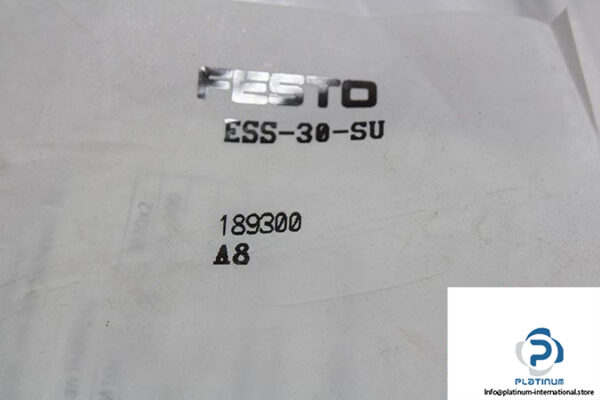 FESTO
ESS-30-SU
189300
A8
PLATINUM
Info@platinum-international.store